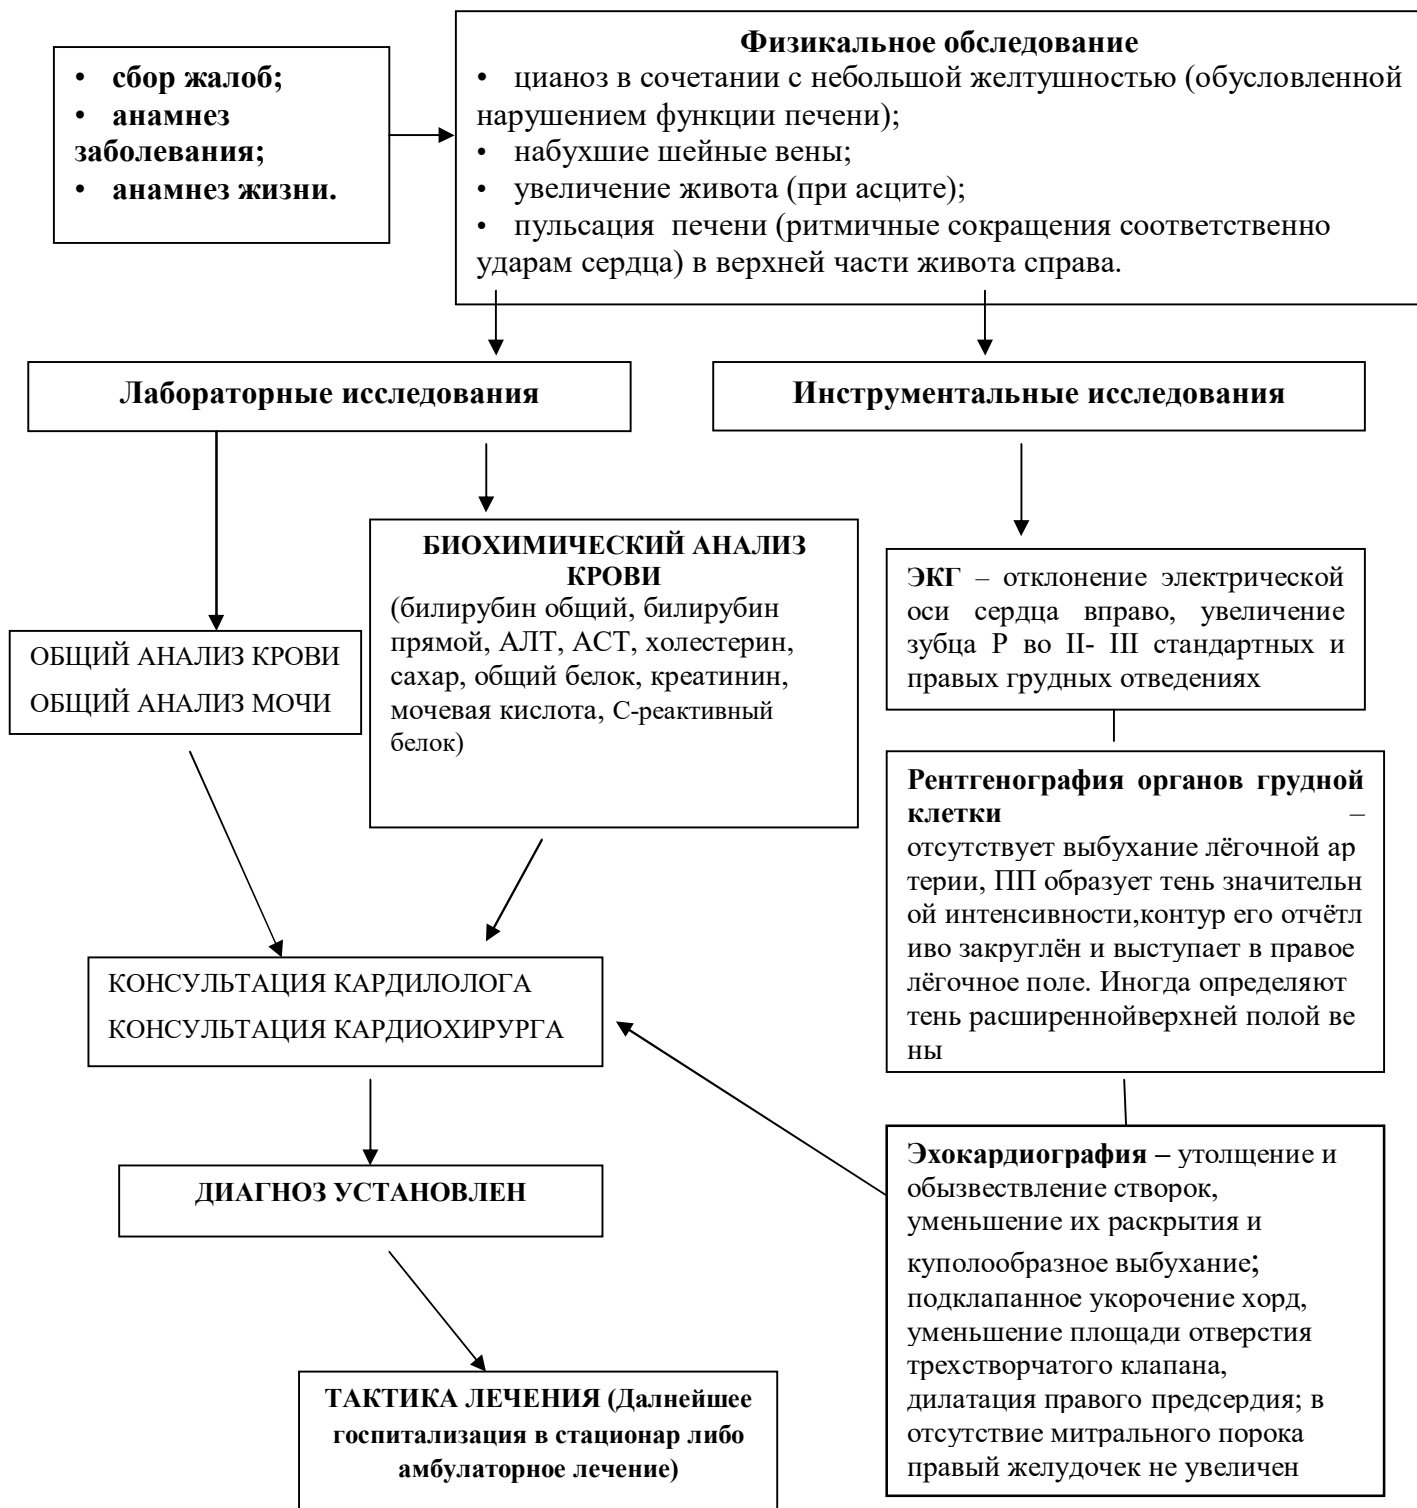 • сбор жалоб;
• анамнез
заболевания;
• анамнез жизни.
Физикальное обследование
• цианоз в сочетании с небольшой желтушностью (обусловленной
нарушением функции печени);
• набухшие шейные вены;
• увеличение живота (при асците);
• пульсация печени (ритмичные сокращения соответственно
ударам сердца) в верхней части живота справа.
Лабораторные исследования
Инструментальные исследования
БИОХИМИЧЕСКИЙ АНАЛИЗ
КРОВИ
(билирубин общий, билирубин
прямой, АЛТ, АСТ, холестерин,
сахар, общий белок, креатинин,
мочевая кислота, С-реактивный
белок)
ОБЩИЙ АНАЛИЗ КРОВИ
ОБЩИЙ АНАЛИЗ МОЧИ
ЭКГ – отклонение электрической
оси сердца вправо, увеличение
зубца Р во II- III стандартных и
правых грудных отведениях
Рентгенография органов грудной
клетки –
отсутствует выбухание лёгочной ар
терии, ПП образует тень значительн
ой интенсивности,контур его отчётл
иво закруглён и выступает в правое
лёгочное поле. Иногда определяют
тень расширеннойверхней полой ве
ны
КОНСУЛЬТАЦИЯ КАРДИЛОЛОГА
КОНСУЛЬТАЦИЯ КАРДИОХИРУРГА
ДИАГНОЗ УСТАНОВЛЕН
Эхокардиография – утолщение и
обызвествление створок,
уменьшение их раскрытия и
куполообразное выбухание;
подклапанное укорочение хорд,
уменьшение площади отверстия
трехстворчатого клапана,
дилатация правого предсердия; в
отсутствие митрального порока
правый желудочек не увеличен
ТАКТИКА ЛЕЧЕНИЯ (Далнейшее
госпитализация в стационар либо
амбулаторное лечение)